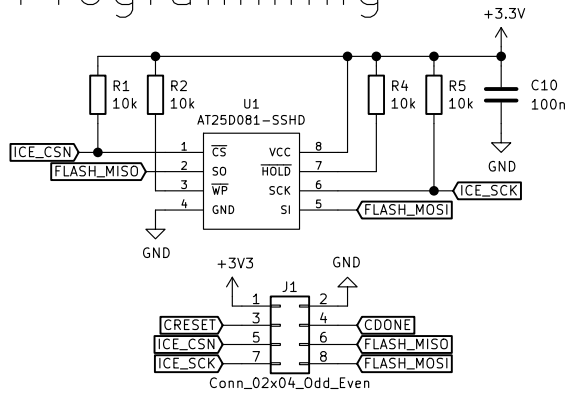 Programming
+3.3V
R1
10k
R2
10k
U1
AT25D081-SSHD
R4
10k
R5
10k
C10
100n
ICE_CSN
1
CS
VCC
8
FLASH_MISO
2
SO
HOLD
7
3
WP
SCK
6
ICE_SCK
4
GND
SI
5
FLASH_MOSI
GND
GND
+3V3
J1
GND
1
2
CRESET
3
4
CDONE
ICE_CSN
5
6
FLASH_MISO
ICE_SCK
7
8
FLASH_MOSI
Conn_02x04_Odd_Even